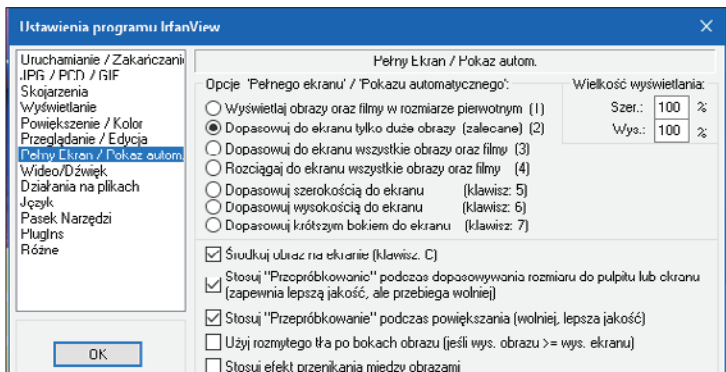 Ustawienia programu IrfanView
Uruchamianie / Zakańczani
JPG / PCD / GIF
Skojarzenia
Wyświetlanie
Powiększenie / Kolor
Przeglądanie / Edycja
Pełny Ekran / Pokaz autom.
Wideo/Dźwięk
Działania na plikach
Język
Pasek Narzędzi
PlugIns
Różne
OK
Pełny Ekran / Pokaz autom.
Opcje 'Pełnego ekranu' / 'Pokazu automatycznego':
Wyświetlaj obrazy oraz filmy w rozmiarze pierwotnym (1)
Dopasowuj do ekranu tylko duże obrazy (zalecane) (2)
Dopasowuj do ekranu wszystkie obrazy oraz filmy (3)
Rozciągaj do ekranu wszystkie obrazy oraz filmy (4)
Dopasowuj szerokością do ekranu (klawisz: 5)
Dopasowuj wysokością do ekranu (klawisz: 6)
Dopasowuj krótszym bokiem do ekranu (klawisz: 7)
Wielkość wyświetlania:
Szer.: 100 %
Wys.: 100 %
Środkuj obraz na ekranie (klawisz: C)
Stosuj "Przepróbkowanie" podczas dopasowywania rozmiaru do pulpitu lub ekranu
(zapewnia lepszą jakość, ale przebiega wolniej)
Stosuj "Przepróbkowanie" podczas powiększania (wolniej, lepsza jakość)
Użyj rozmytego tła po bokach obrazu (jeśli wys. obrazu >= wys. ekranu)
Stosuj efekt przenikania między obrazami